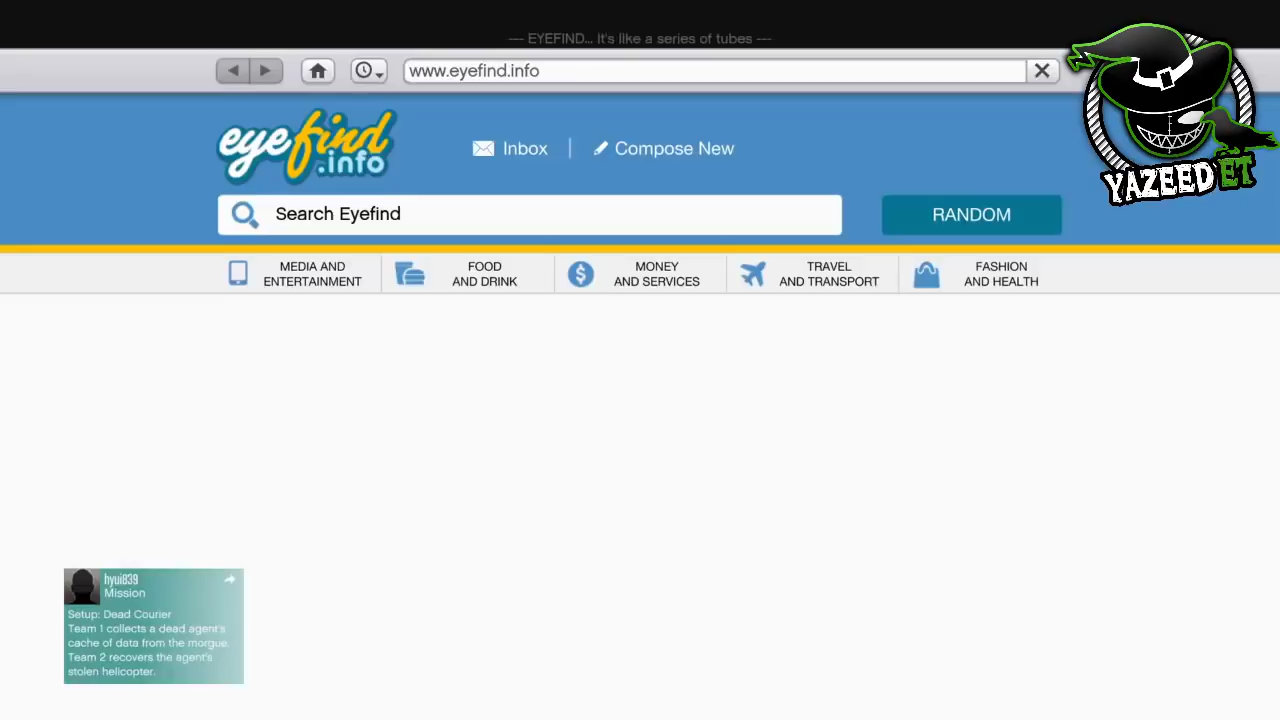 --- EYEFIND... It's like a series of tubes ---
www.eyefind.info
eyefind
.info
Inbox
Compose New
Search Eyefind
RANDOM
MEDIA AND
ENTERTAINMENT
FOOD
AND DRINK
MONEY
AND SERVICES
TRAVEL
AND TRANSPORT
FASHION
AND HEALTH
YAZEED ET
hyui839
Mission
Setup: Dead Courier
Team 1 collects a dead agent's
cache of data from the morgue.
Team 2 recovers the agent's
stolen helicopter.